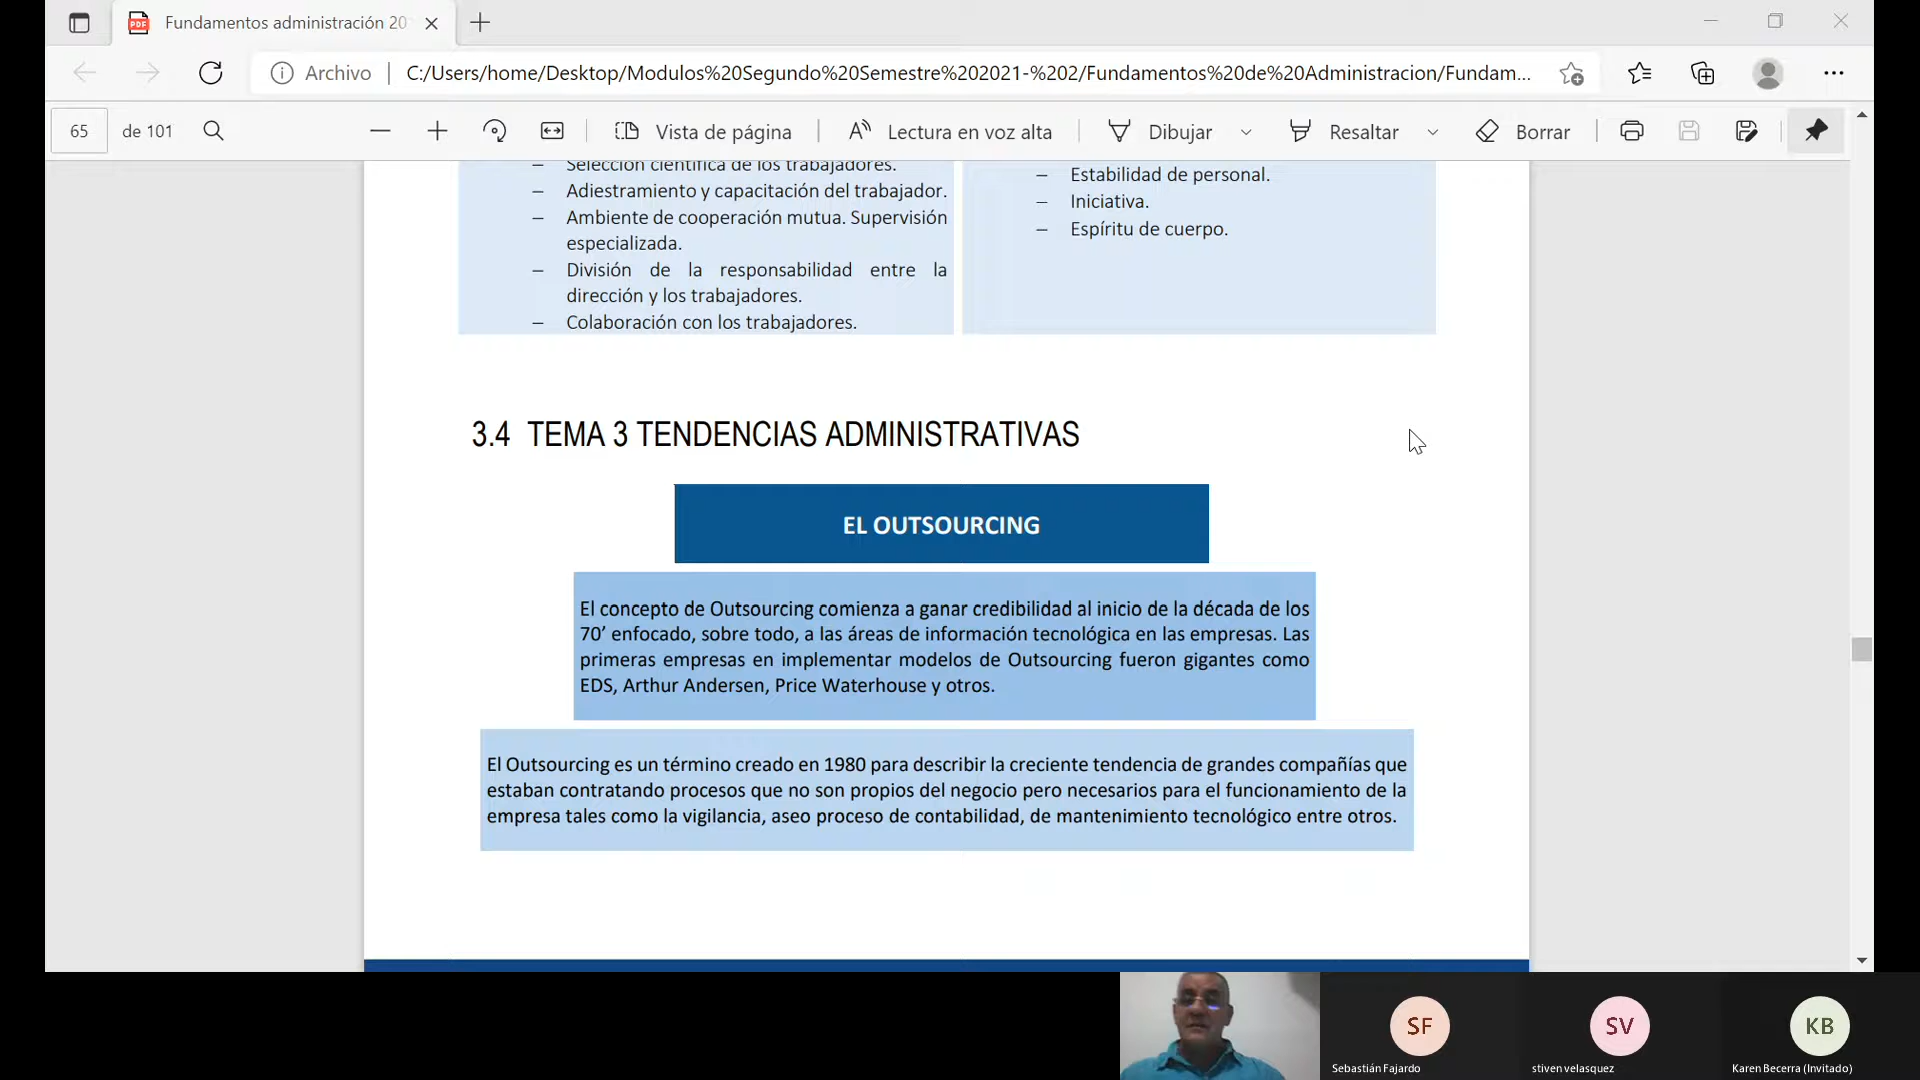 Fundamentos administración 20
Archivo
C:/Users/home/Desktop/Modulos%20Segundo%20Semestre%202021-%202/Fundamentos%20de%20Administracion/Fundam...
65 de 101
Vista de página
Lectura en voz alta
Dibujar
Resaltar
Borrar
– Selección científica de los trabajadores.
– Adiestramiento y capacitación del trabajador.
– Ambiente de cooperación mutua. Supervisión
especializada.
– División de la responsabilidad entre la
dirección y los trabajadores.
– Colaboración con los trabajadores.
– Estabilidad de personal.
– Iniciativa.
– Espíritu de cuerpo.
3.4 TEMA 3 TENDENCIAS ADMINISTRATIVAS
EL OUTSOURCING
El concepto de Outsourcing comienza a ganar credibilidad al inicio de la década de los
70’ enfocado, sobre todo, a las áreas de información tecnológica en las empresas. Las
primeras empresas en implementar modelos de Outsourcing fueron gigantes como
EDS, Arthur Andersen, Price Waterhouse y otros.
El Outsourcing es un término creado en 1980 para describir la creciente tendencia de grandes compañías que
estaban contratando procesos que no son propios del negocio pero necesarios para el funcionamiento de la
empresa tales como la vigilancia, aseo proceso de contabilidad, de mantenimiento tecnológico entre otros.
SF
SV
KB
Sebastián Fajardo
stiven velasquez
Karen Becerra (Invitado)